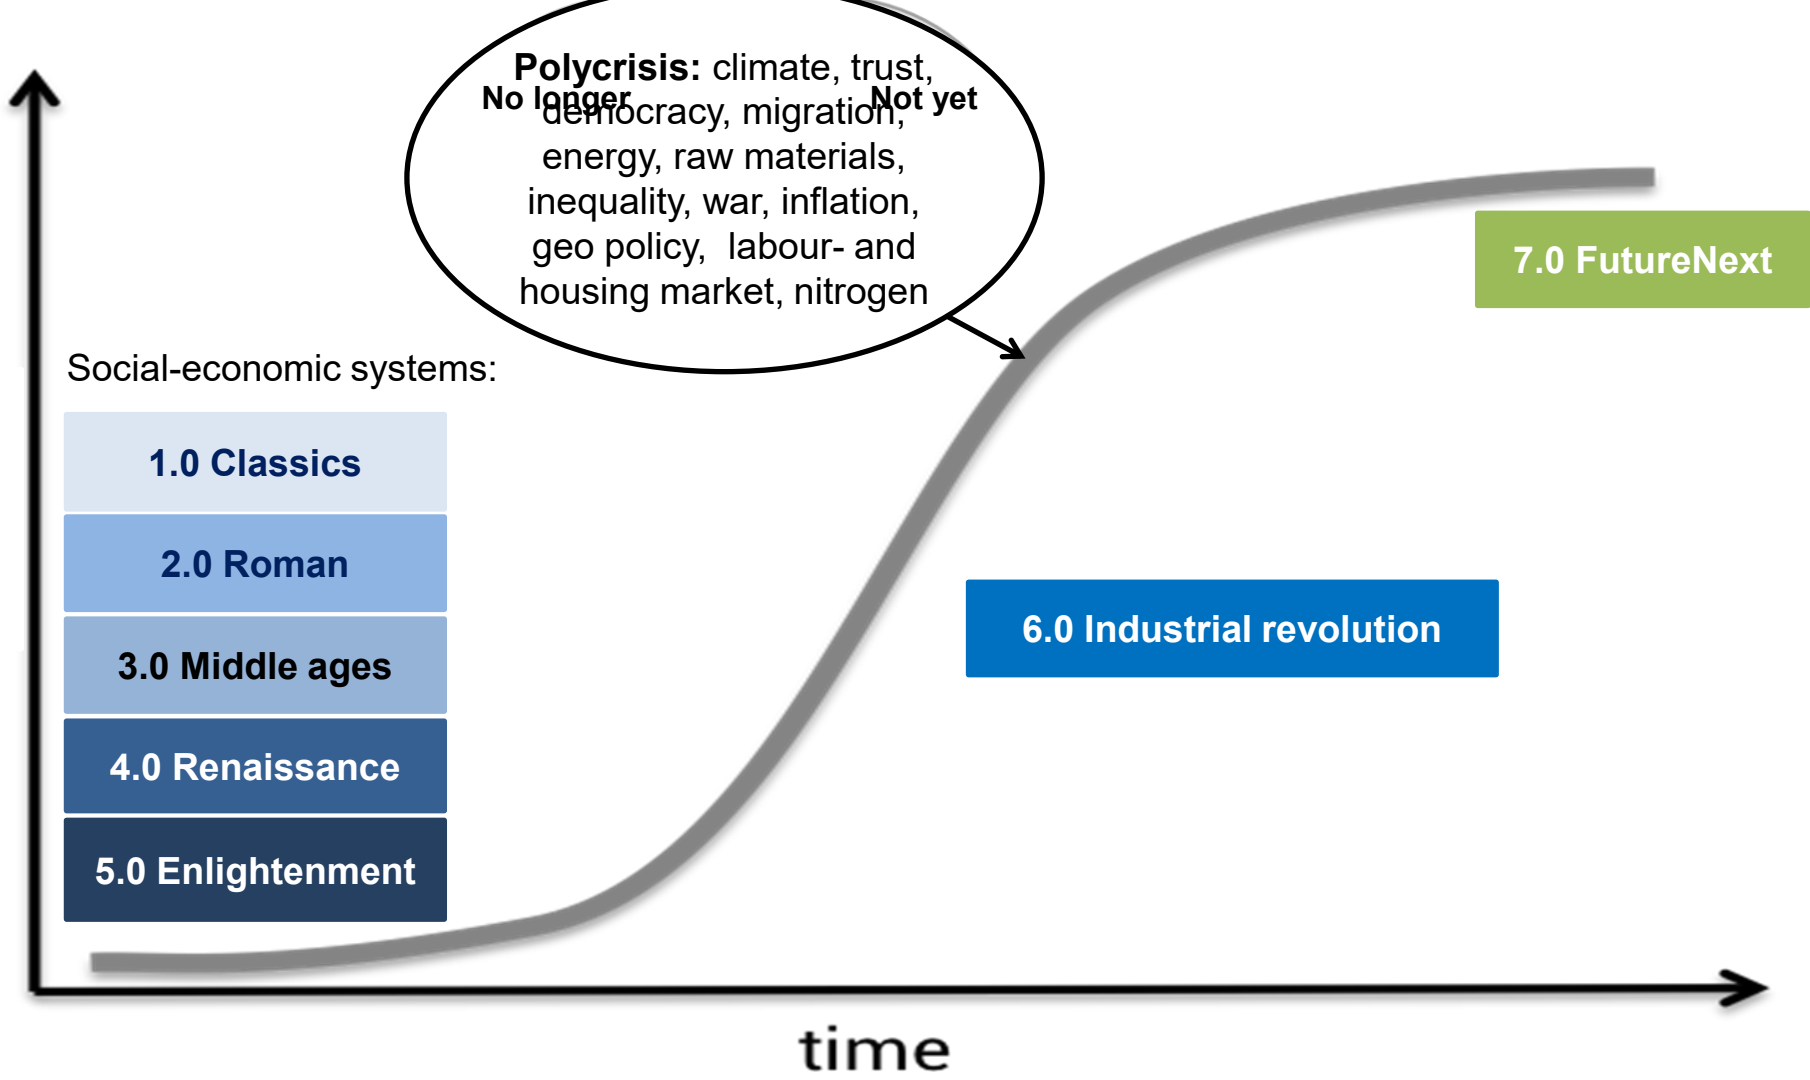 Polycrisis: climate, trust,
No longer
Not yet
democracy, migration,
energy, raw materials,
inequality, war, inflation,
geo policy, labour- and
housing market, nitrogen
7.0 FutureNext
Social-economic systems:
1.0 Classics
2.0 Roman
3.0 Middle ages
4.0 Renaissance
5.0 Enlightenment
6.0 Industrial revolution
time